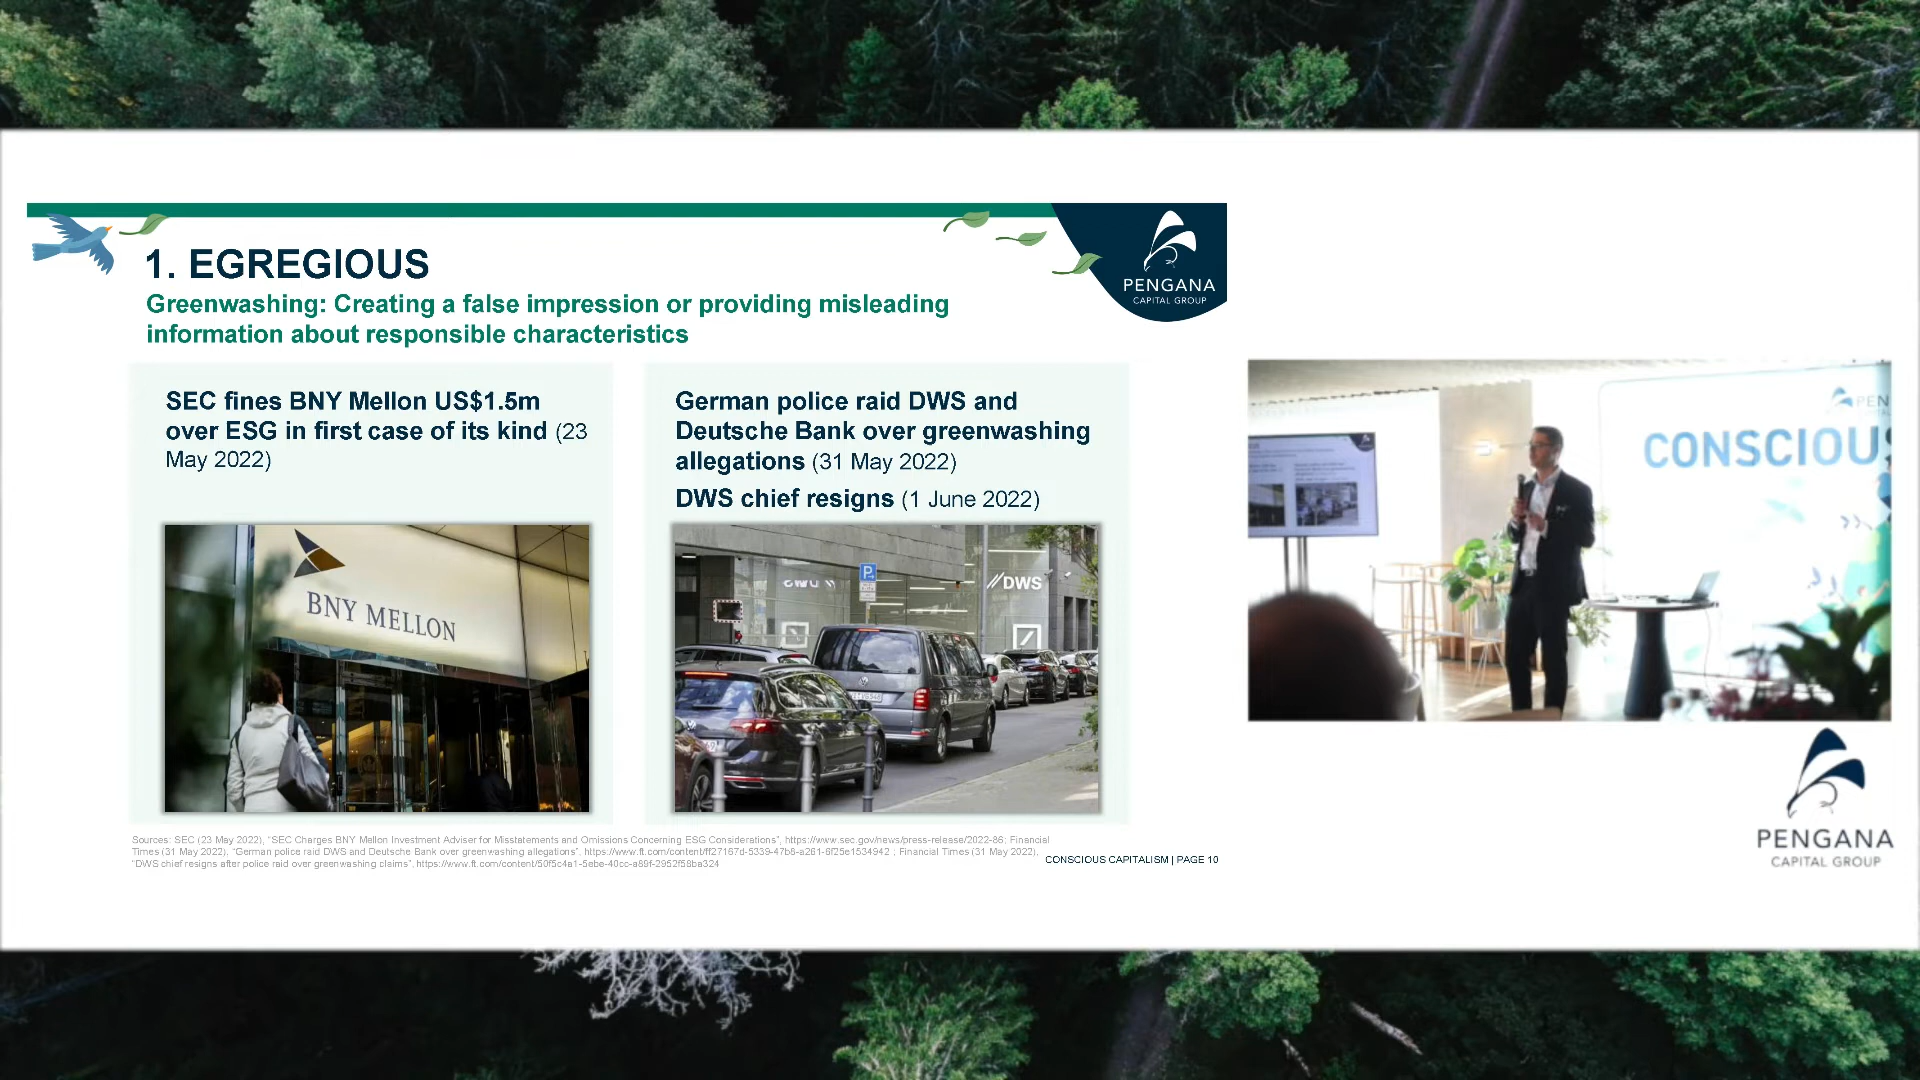 1. EGREGIOUS
Greenwashing: Creating a false impression or providing misleading
information about responsible characteristics
PENGANA
CAPITAL GROUP
SEC fines BNY Mellon US$1.5m
over ESG in first case of its kind (23
May 2022)
German police raid DWS and
Deutsche Bank over greenwashing
allegations (31 May 2022)
DWS chief resigns (1 June 2022)
BNY MELLON
P
//DWS
PEN
CONSCIOUS
Sources: SEC (23 May 2022), "SEC Charges BNY Mellon Investment Adviser for Misstatements and Omissions Concerning ESG Considerations", https://www.sec.gov/news/press-release/2022-86; Financial
Times (31 May 2022), "German police raid DWS and Deutsche Bank over greenwashing allegations", https://www.ft.com/content/ff27167d-5339-47b8-a261-6f25e1534942 ; Financial Times (31 May 2022),
"DWS chief resigns after police raid over greenwashing claims", https://www.ft.com/content/50f5c4a1-5ebe-40cc-a89f-2952f58ba324
CONSCIOUS CAPITALISM | PAGE 10
PENGANA
CAPITAL GROUP